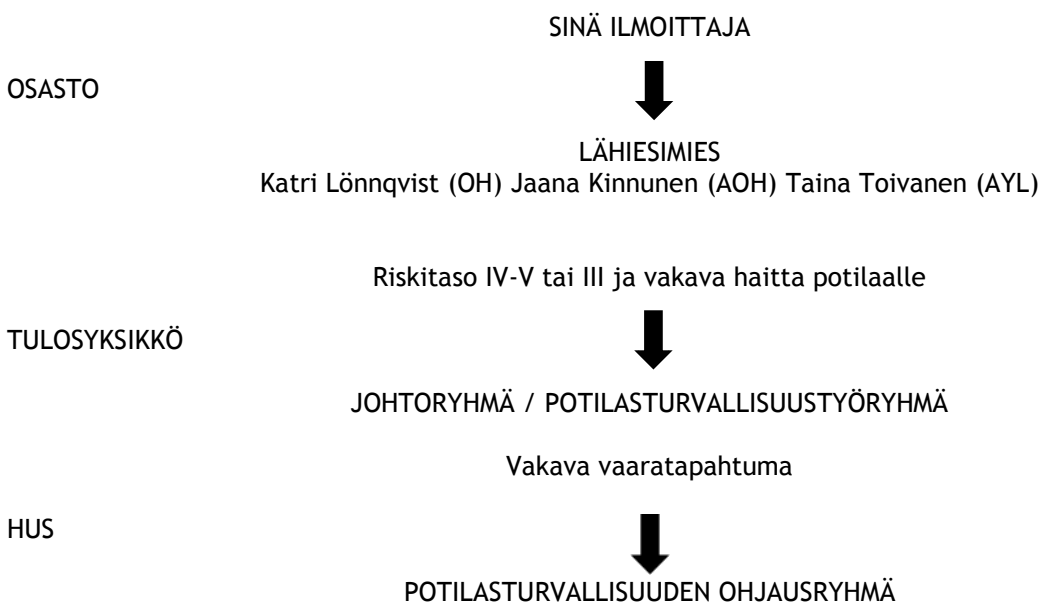 SINÄ ILMOITTAJA
OSASTO
LÄHIESIMIES
Katri Lönnqvist (OH) Jaana Kinnunen (AOH) Taina Toivanen (AYL)
Riskitaso IV-V tai III ja vakava haitta potilaalle
TULOSYKSIKKÖ
JOHTORYHMÄ / POTILASTURVALLISUUSTYÖRYHMÄ
Vakava vaaratapahtuma
HUS
POTILASTURVALLISUUDEN OHJAUSRYHMÄ